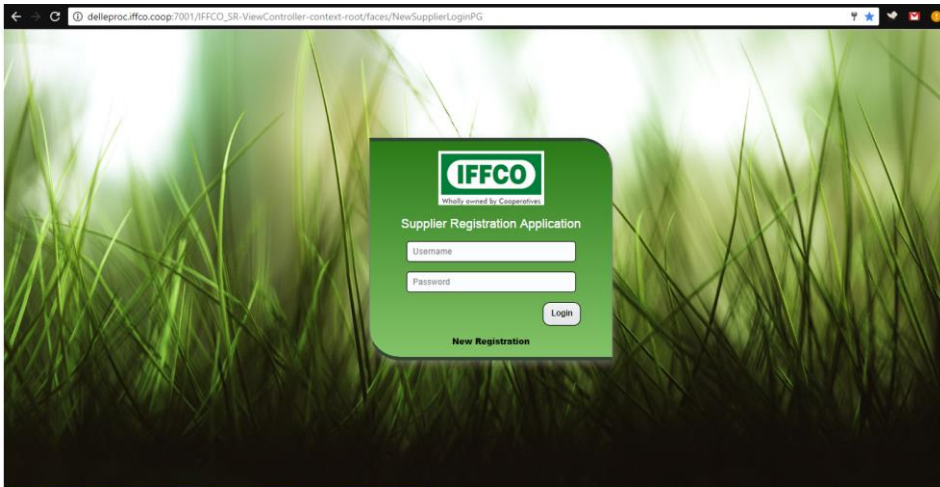 delleproc.iffco.coop:7001/IFFCO_SR-ViewController-context-root/faces/NewSupplierLoginPG
IFFCO
Wholly owned by Cooperatives
Supplier Registration Application
Username
Password
Login
New Registration